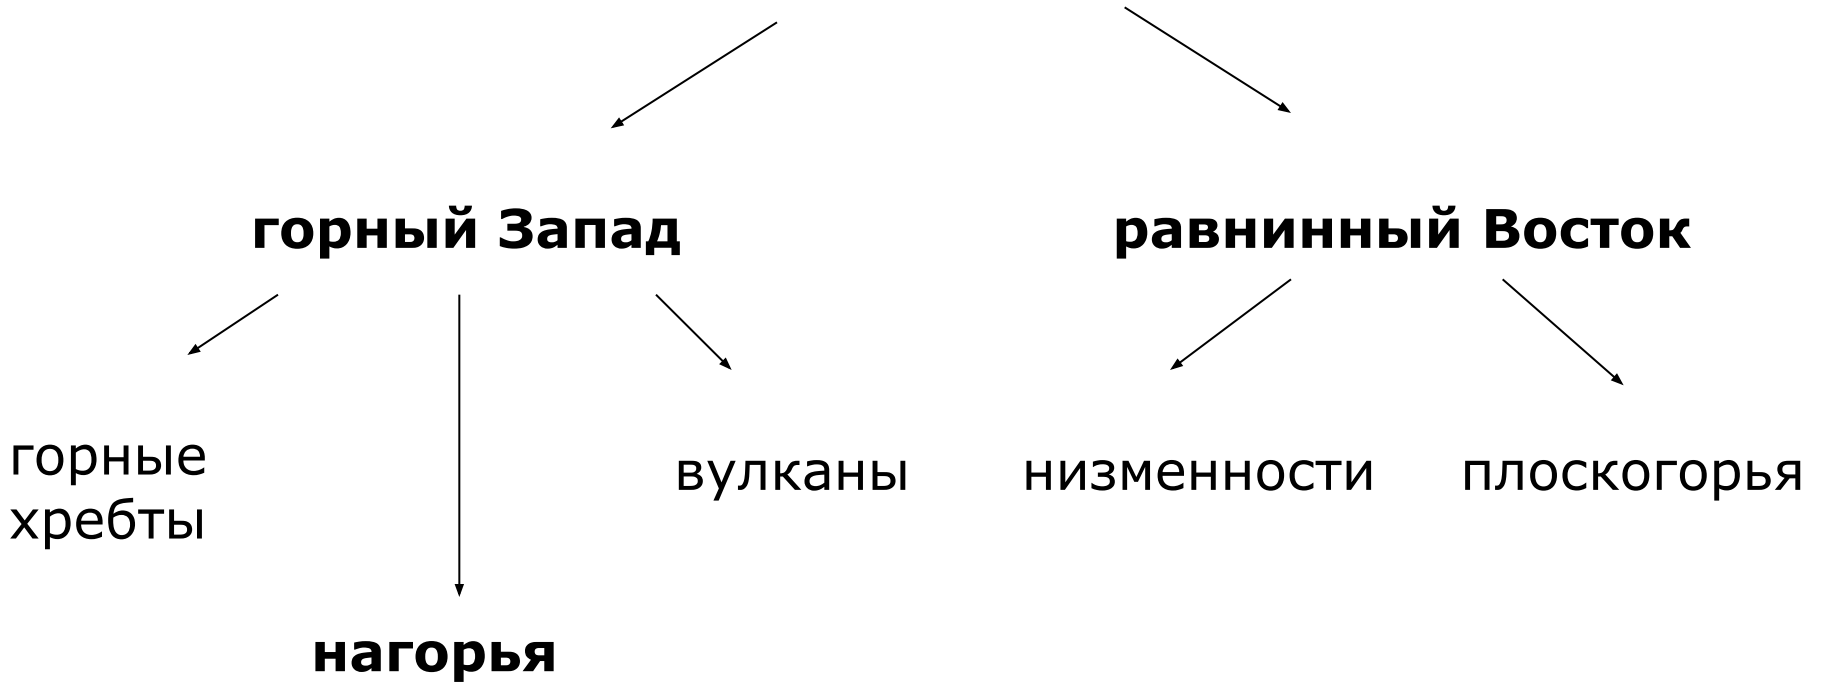 горный Запад
равнинный Восток
горные
хребты
вулканы
низменности
плоскогорья
нагорья